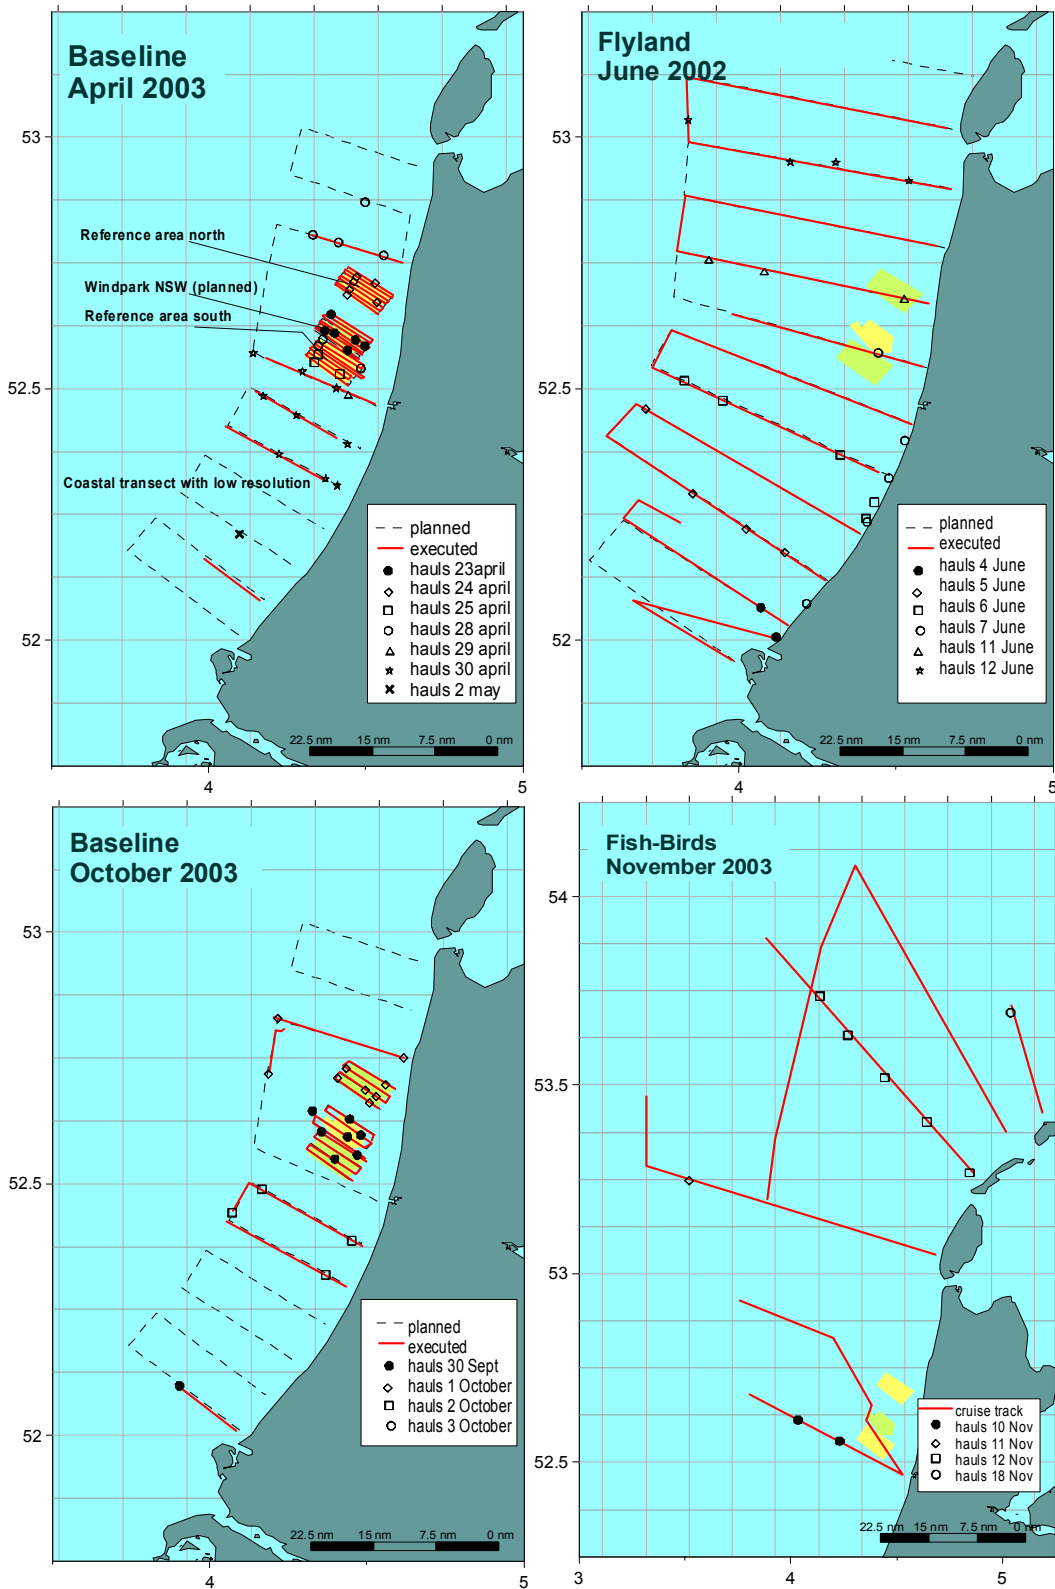 Baseline
April 2003
53
52.5
52
Reference area north
Windpark NSW (planned)
Reference area south
Coastal transect with low resolution
planned
executed
hauls 23april
hauls 24 april
hauls 25 april
hauls 28 april
hauls 29 april
hauls 30 april
hauls 2 may
22.5 nm 15 nm 7.5 nm 0 nm
4 5
Flyland
June 2002
53
52.5
52
planned
executed
hauls 4 June
hauls 5 June
hauls 6 June
hauls 7 June
hauls 11 June
hauls 12 June
22.5 nm 15 nm 7.5 nm 0 nm
4 5
Baseline
October 2003
53
52.5
52
planned
executed
hauls 30 Sept
hauls 1 October
hauls 2 October
hauls 3 October
22.5 nm 15 nm 7.5 nm 0 nm
4 5
Fish-Birds
November 2003
54
53.5
53
52.5
cruise track
hauls 10 Nov
hauls 11 Nov
hauls 12 Nov
hauls 18 Nov
22.5 nm 15 nm 7.5 nm 0 nm
3 4 5